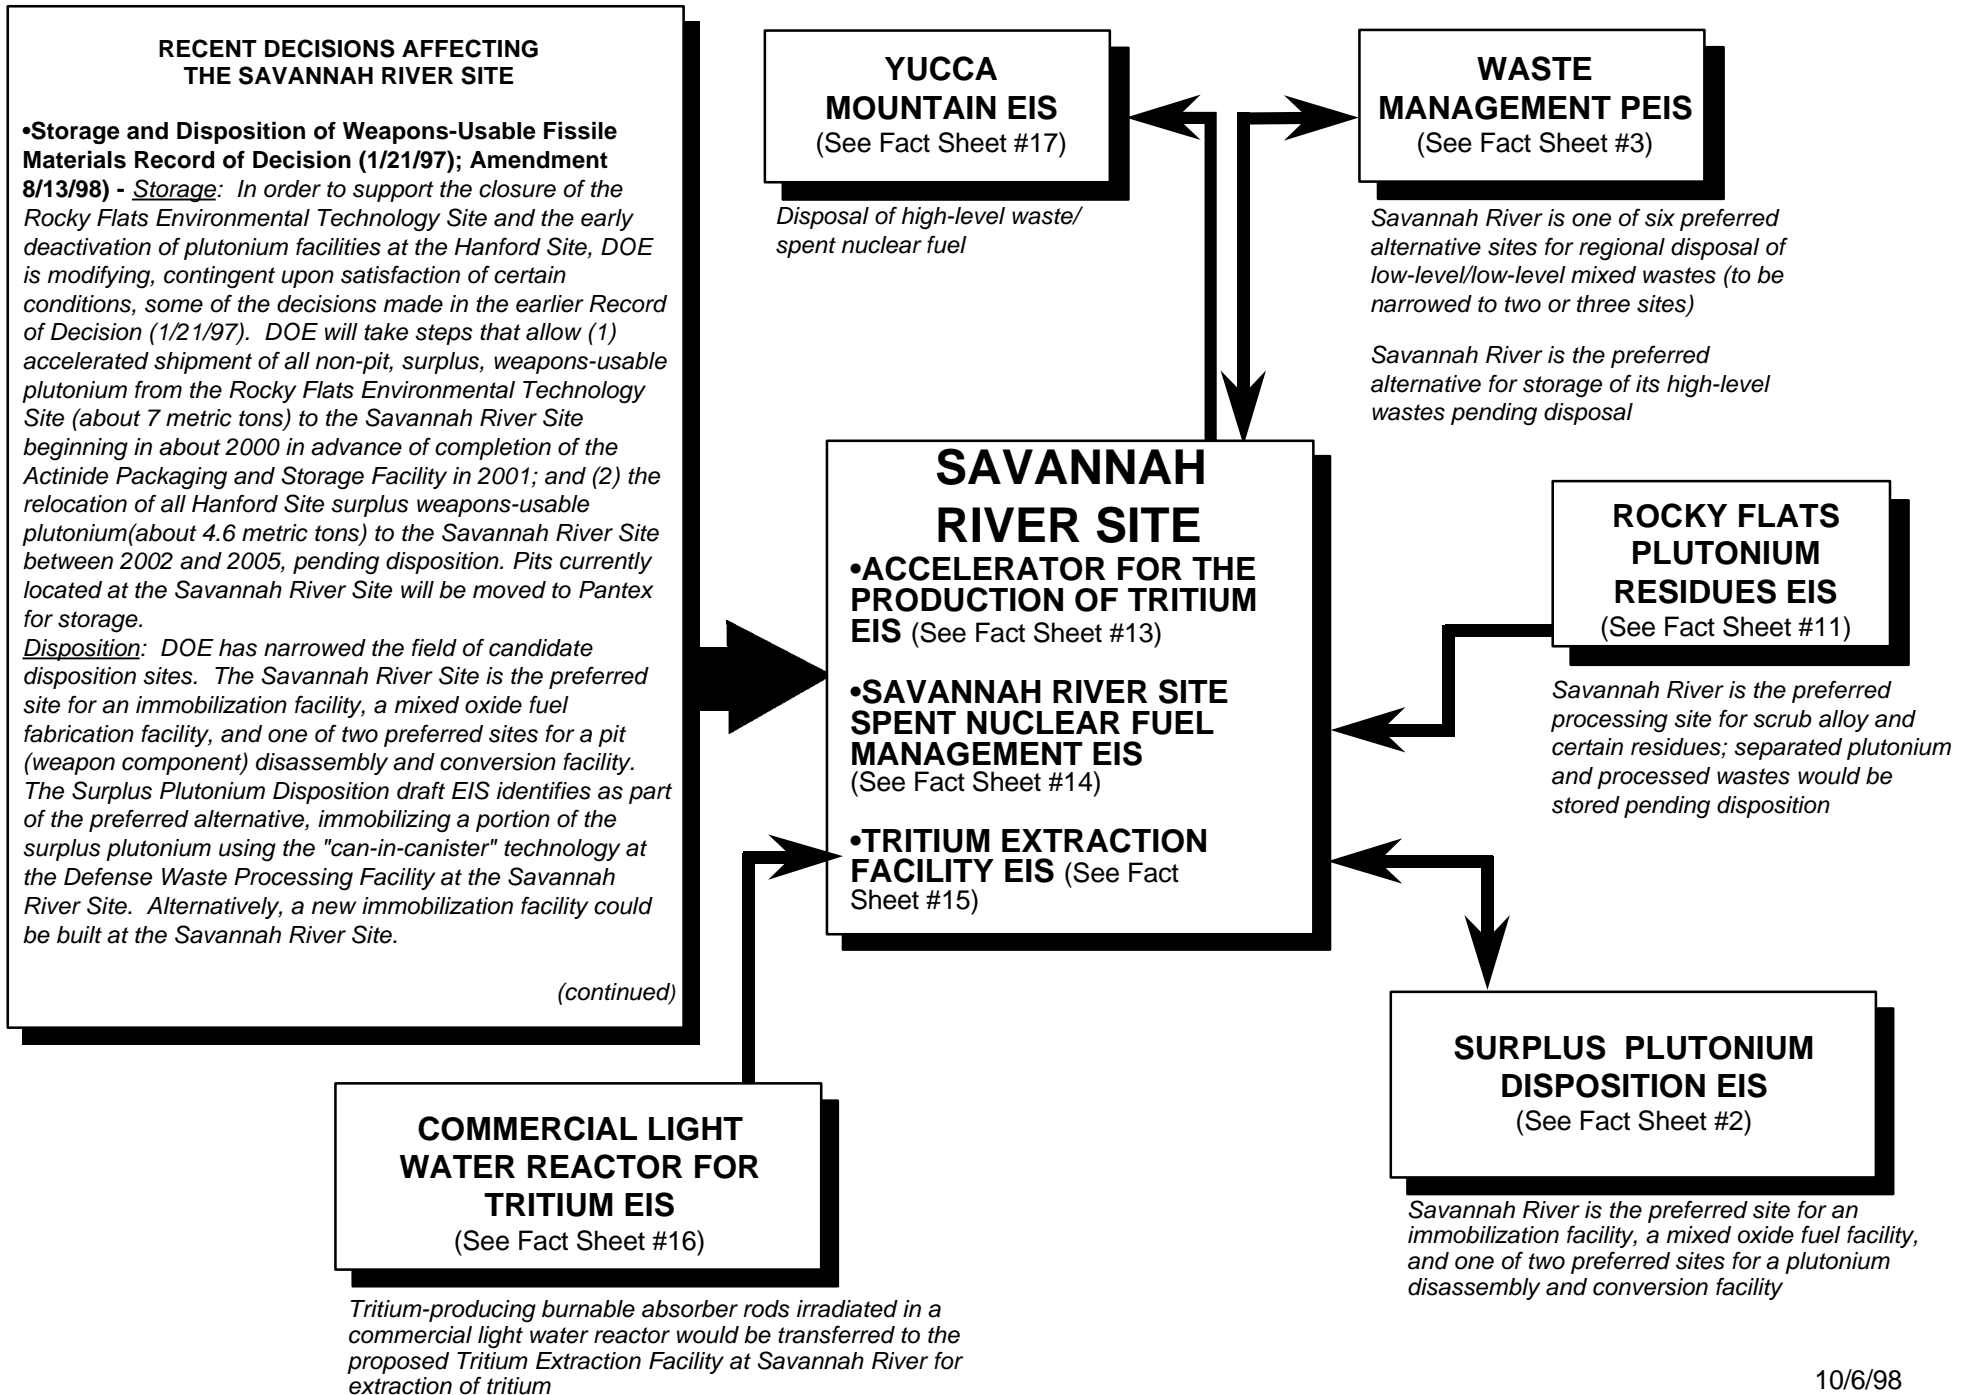 RECENT DECISIONS AFFECTING
THE SAVANNAH RIVER SITE
•Storage and Disposition of Weapons-Usable Fissile
Materials Record of Decision (1/21/97); Amendment
8/13/98) - Storage: In order to support the closure of the
Rocky Flats Environmental Technology Site and the early
deactivation of plutonium facilities at the Hanford Site, DOE
is modifying, contingent upon satisfaction of certain
conditions, some of the decisions made in the earlier Record
of Decision (1/21/97). DOE will take steps that allow (1)
accelerated shipment of all non-pit, surplus, weapons-usable
plutonium from the Rocky Flats Environmental Technology
Site (about 7 metric tons) to the Savannah River Site
beginning in about 2000 in advance of completion of the
Actinide Packaging and Storage Facility in 2001; and (2) the
relocation of all Hanford Site surplus weapons-usable
plutonium(about 4.6 metric tons) to the Savannah River Site
between 2002 and 2005, pending disposition. Pits currently
located at the Savannah River Site will be moved to Pantex
for storage.
Disposition: DOE has narrowed the field of candidate
disposition sites. The Savannah River Site is the preferred
site for an immobilization facility, a mixed oxide fuel
fabrication facility, and one of two preferred sites for a pit
(weapon component) disassembly and conversion facility.
The Surplus Plutonium Disposition draft EIS identifies as part
of the preferred alternative, immobilizing a portion of the
surplus plutonium using the "can-in-canister" technology at
the Defense Waste Processing Facility at the Savannah
River Site. Alternatively, a new immobilization facility could
be built at the Savannah River Site.
(continued)
YUCCA
MOUNTAIN EIS
(See Fact Sheet #17)
Disposal of high-level waste/
spent nuclear fuel
WASTE
MANAGEMENT PEIS
(See Fact Sheet #3)
Savannah River is one of six preferred
alternative sites for regional disposal of
low-level/low-level mixed wastes (to be
narrowed to two or three sites)
Savannah River is the preferred
alternative for storage of its high-level
wastes pending disposal
SAVANNAH
RIVER SITE
•ACCELERATOR FOR THE
PRODUCTION OF TRITIUM
EIS (See Fact Sheet #13)
•SAVANNAH RIVER SITE
SPENT NUCLEAR FUEL
MANAGEMENT EIS
(See Fact Sheet #14)
•TRITIUM EXTRACTION
FACILITY EIS (See Fact
Sheet #15)
ROCKY FLATS
PLUTONIUM
RESIDUES EIS
(See Fact Sheet #11)
Savannah River is the preferred
processing site for scrub alloy and
certain residues; separated plutonium
and processed wastes would be
stored pending disposition
SURPLUS PLUTONIUM
DISPOSITION EIS
(See Fact Sheet #2)
Savannah River is the preferred site for an
immobilization facility, a mixed oxide fuel facility,
and one of two preferred sites for a plutonium
disassembly and conversion facility
COMMERCIAL LIGHT
WATER REACTOR FOR
TRITIUM EIS
(See Fact Sheet #16)
Tritium-producing burnable absorber rods irradiated in a
commercial light water reactor would be transferred to the
proposed Tritium Extraction Facility at Savannah River for
extraction of tritium
10/6/98